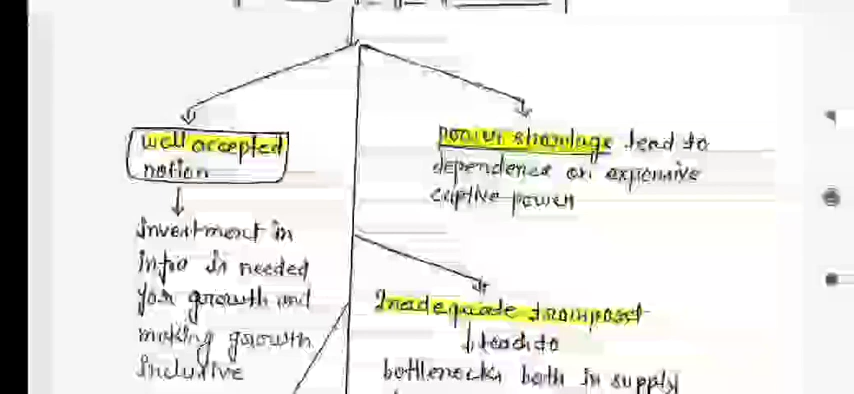 well accepted
notion
Investment in
infra is needed
for growth and
making growth
inclusive
power shortage lead to
dependence on expensive
captive power
Inadequate transport
lead to
bottlenecks both in supply